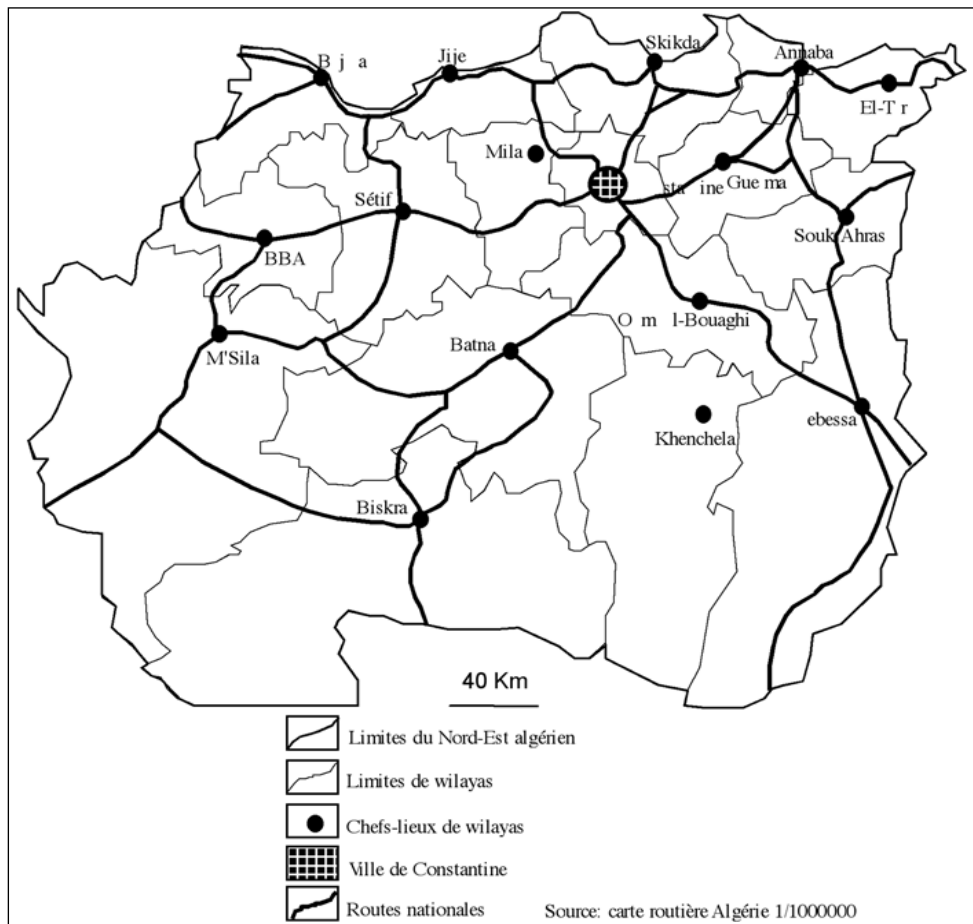 Skikda
Annaba
B j a
Jije
El-T r
Mila
sta ine
Gue ma
Sétif
Souk Ahras
BBA
O m l-Bouaghi
M'Sila
Batna
ebessa
Khenchela
Biskra
40 Km
Limites du Nord-Est algérien
Limites de wilayas
Chefs-lieux de wilayas
Ville de Constantine
Routes nationales
Source: carte routière Algérie 1/1000000